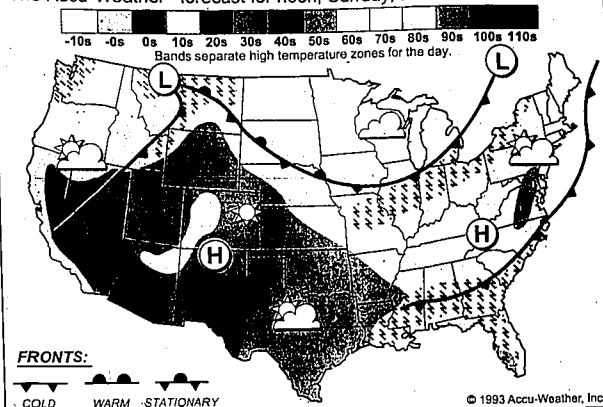 The Accu-Weather forecast for noon, Sunday,
-10s -0s 0s 10s 20s 30s 50s 60s 70s 80s 90s 100s 110s
Bands separate high temperature zones for the day.
L
L
H
H
FRONTS:
COLD WARM STATIONARY
© 1993 Accu-Weather, Inc